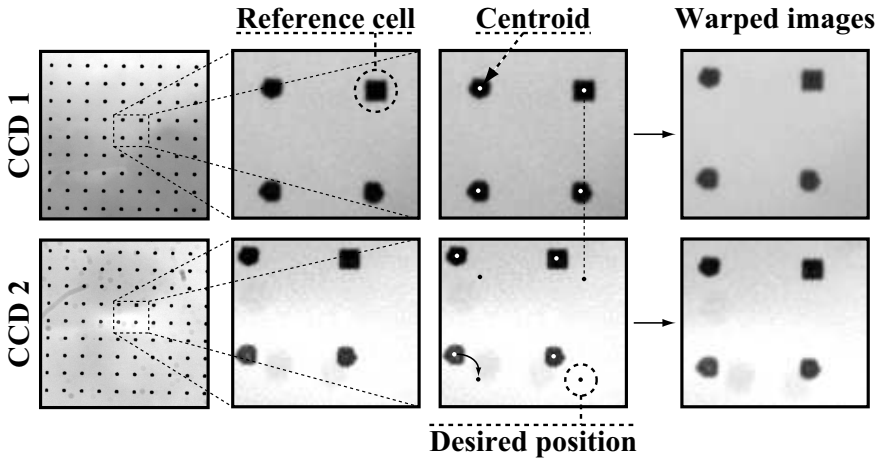 Reference cell
Centroid
Warped images
CCD 1
CCD 2
Desired position